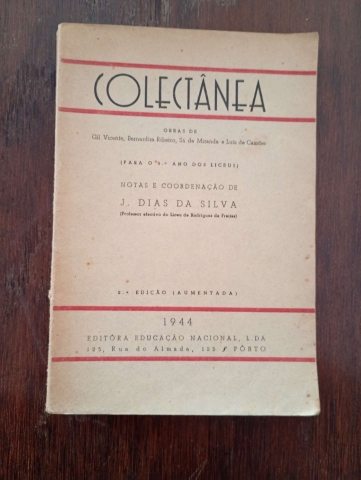 COLECTÂNEA
OBRAS DE
Gil Vicente, Bernardim Ribeiro, Sá de Miranda e Luís de Camões
(PARA O 5.º ANO DOS LICEUS)
NOTAS E COORDENAÇÃO DE
J. DIAS DA SILVA
(Professor efectivo do Liceu de Rodrigues de Freitas)
2.ª EDIÇÃO (AUMENTADA)
1944
EDITÔRA EDUCAÇÃO NACIONAL, L.DA
125, Rua do Almada, 125 PÔRTO